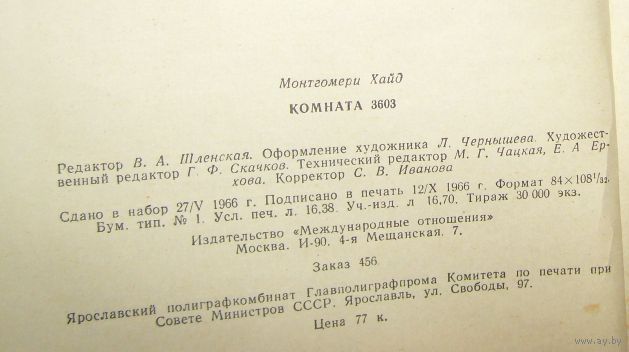 Монтгомери Хайд
КОМНАТА 3603
Редактор В. А. Шленская. Оформление художника Л. Чернышева. Художест-
венный редактор Г. Ф. Скачков. Технический редактор М. Г. Чацкая, Е. А Ер-
хова. Корректор С. В. Иванова
Сдано в набор 27/V 1966 г. Подписано в печать 12/X 1966 г. Формат 84×108¹/₃₂.
Бум. тип. № 1. Усл. печ. л. 16.38. Уч.-изд. л 16,70. Тираж 30 000 экз.
Издательство «Международные отношения»
Москва. И-90. 4-я Мещанская. 7.
Заказ 456.
Ярославский полиграфкомбинат Главполиграфпрома Комитета по печати при
Совете Министров СССР. Ярославль, ул. Свободы, 97.
Цена 77 к.
www.ay.by